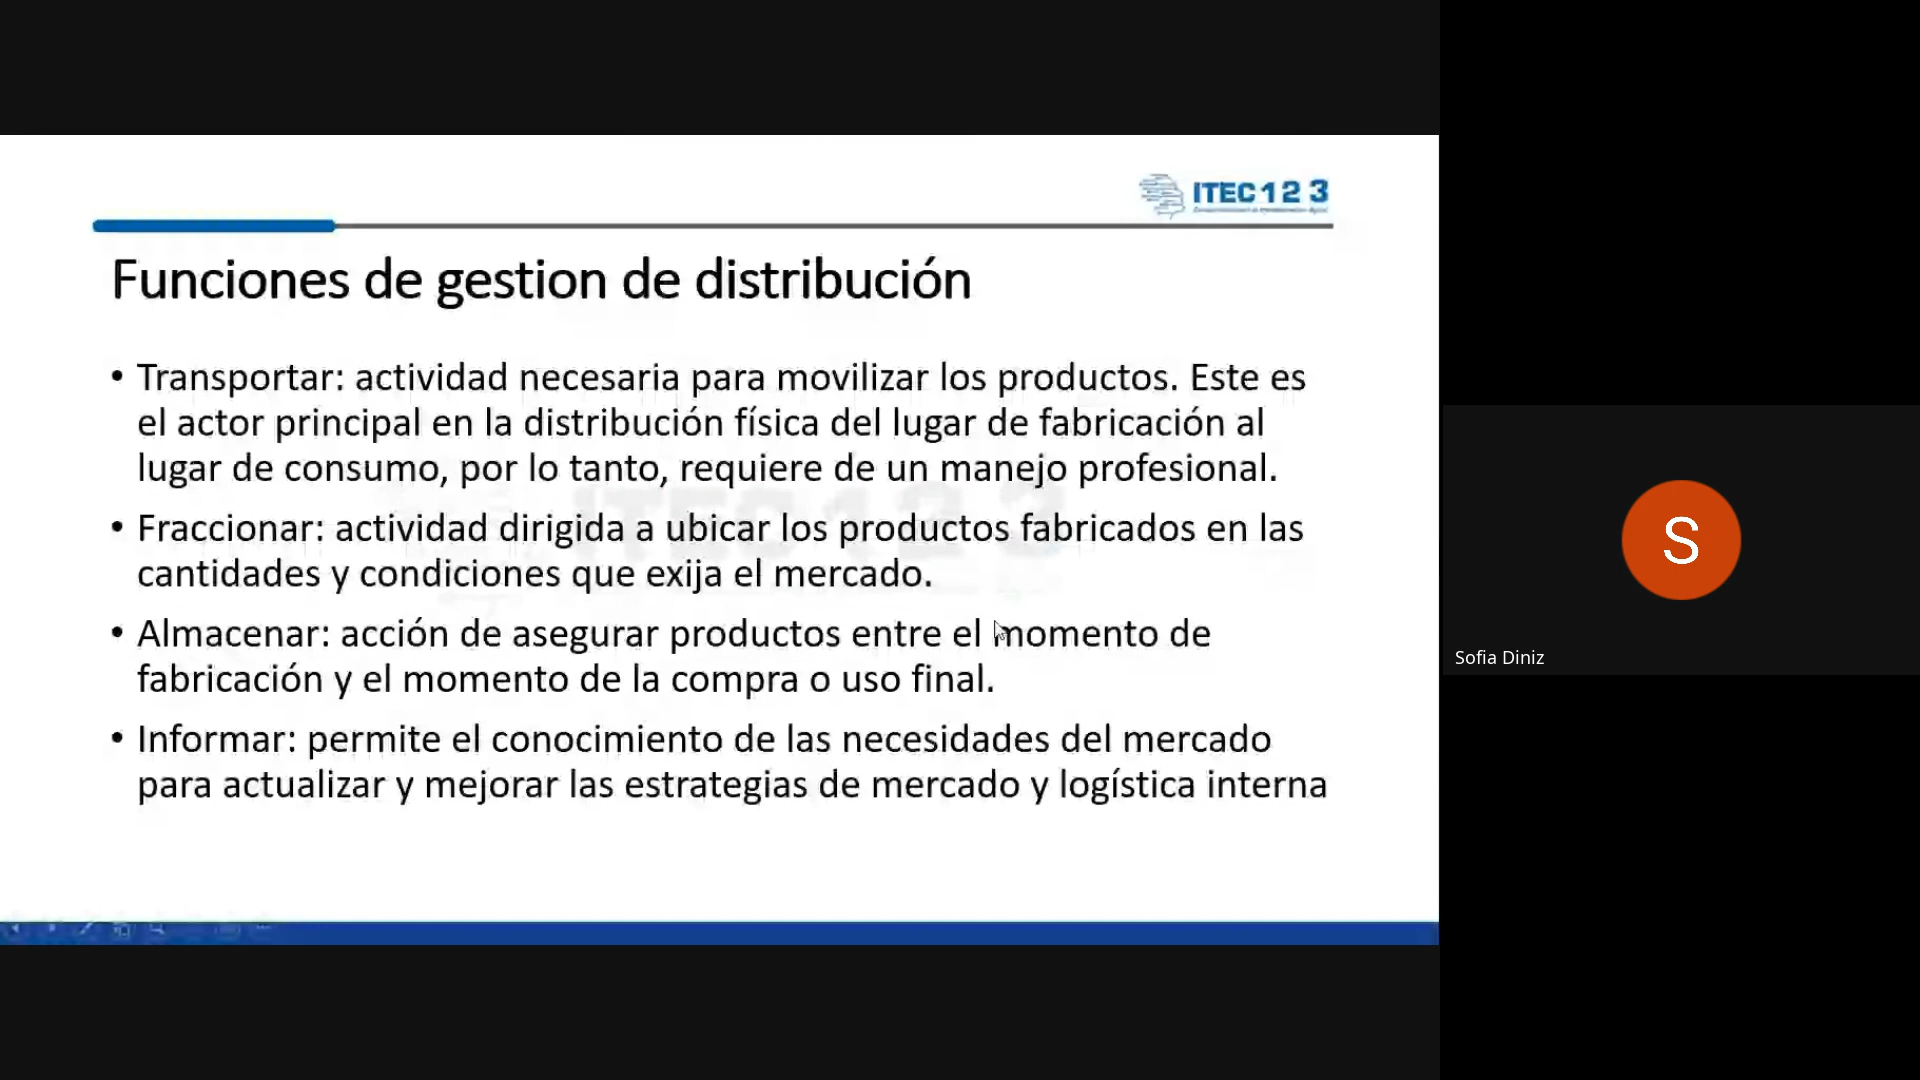 ITEC 1 2 3
Funciones de gestion de distribución
• Transportar: actividad necesaria para movilizar los productos. Este es
el actor principal en la distribución física del lugar de fabricación al
lugar de consumo, por lo tanto, requiere de un manejo profesional.
• Fraccionar: actividad dirigida a ubicar los productos fabricados en las
cantidades y condiciones que exija el mercado.
• Almacenar: acción de asegurar productos entre el momento de
fabricación y el momento de la compra o uso final.
• Informar: permite el conocimiento de las necesidades del mercado
para actualizar y mejorar las estrategias de mercado y logística interna
ITEC 1 2 3
S
Sofia Diniz